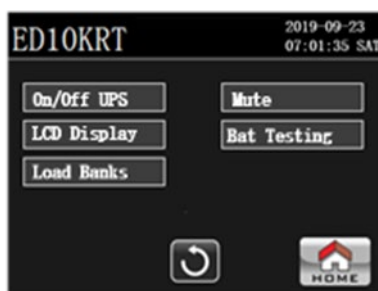 ED10KRT
2019-09-23
07:01:35 SAT
On/Off UPS
Mute
LCD Display
Bat Testing
Load Banks
HOME